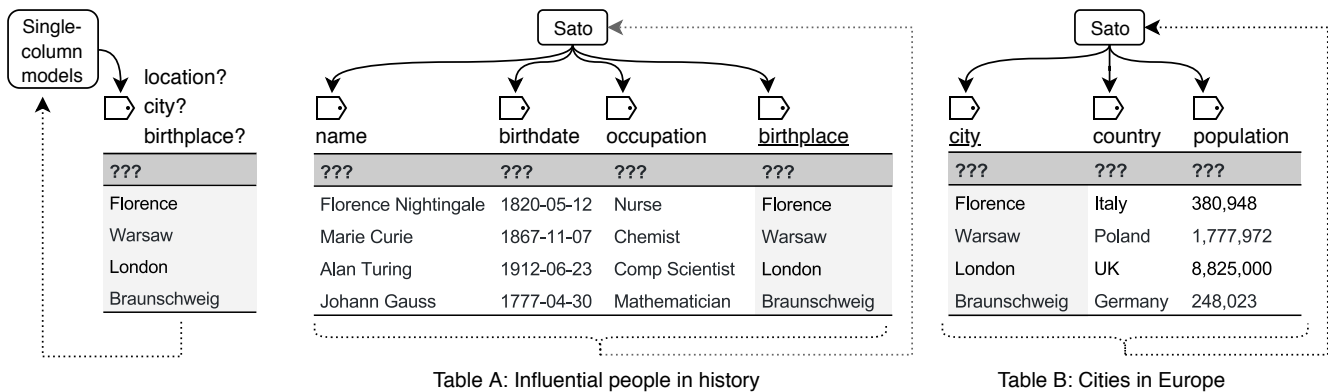 Single-
column
models
location?
city?
birthplace?
???
Florence
Warsaw
London
Braunschweig
Sato
name birthdate occupation birthplace
??? ??? ??? ???
Florence Nightingale 1820-05-12 Nurse Florence
Marie Curie 1867-11-07 Chemist Warsaw
Alan Turing 1912-06-23 Comp Scientist London
Johann Gauss 1777-04-30 Mathematician Braunschweig
Table A: Influential people in history
Sato
city country population
??? ??? ???
Florence Italy 380,948
Warsaw Poland 1,777,972
London UK 8,825,000
Braunschweig Germany 248,023
Table B: Cities in Europe